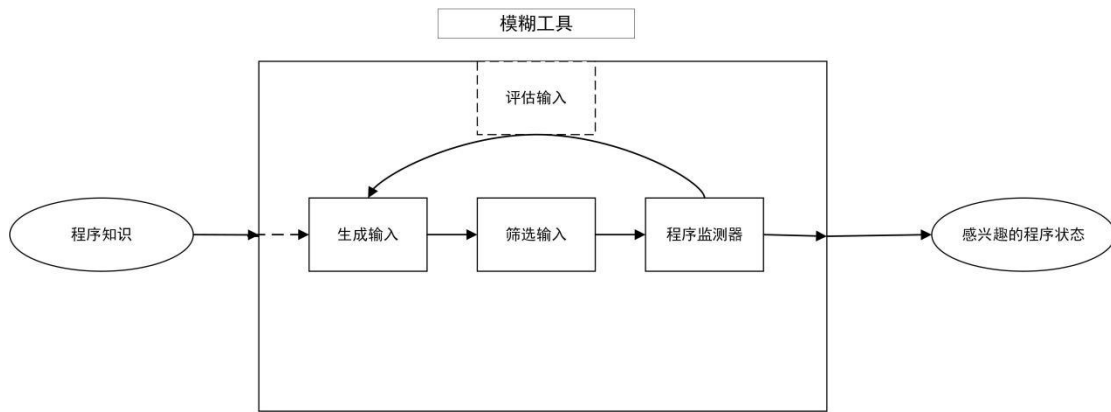 模糊工具
评估输入
程序知识
生成输入
筛选输入
程序监测器
感兴趣的程序状态